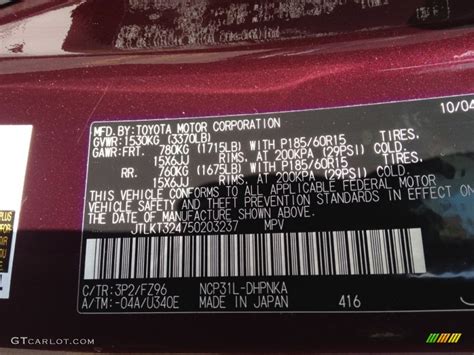 10/04
MFD. BY: TOYOTA MOTOR CORPORATION
GVWR: 1530KG (3370LB)
GAWR: FRT. 780KG (1715LB) WITH P185/60R15 TIRES.
15X6JJ RIMS. AT 200KPA (29PSI) COLD.
RR. 760KG (1675LB) WITH P185/60R15 TIRES.
15X6JJ RIMS. AT 200KPA (29PSI) COLD.
THIS VEHICLE CONFORMS TO ALL APPLICABLE FEDERAL MOTOR
VEHICLE SAFETY AND THEFT PREVENTION STANDARDS IN EFFECT ON
THE DATE OF MANUFACTURE SHOWN ABOVE.
JTLKT324750203237 MPV
C/TR: 3P2/FZ96 NCP31L-DHPNKA
A/TM: -04A/U340E MADE IN JAPAN 416
GTCARLOT.COM